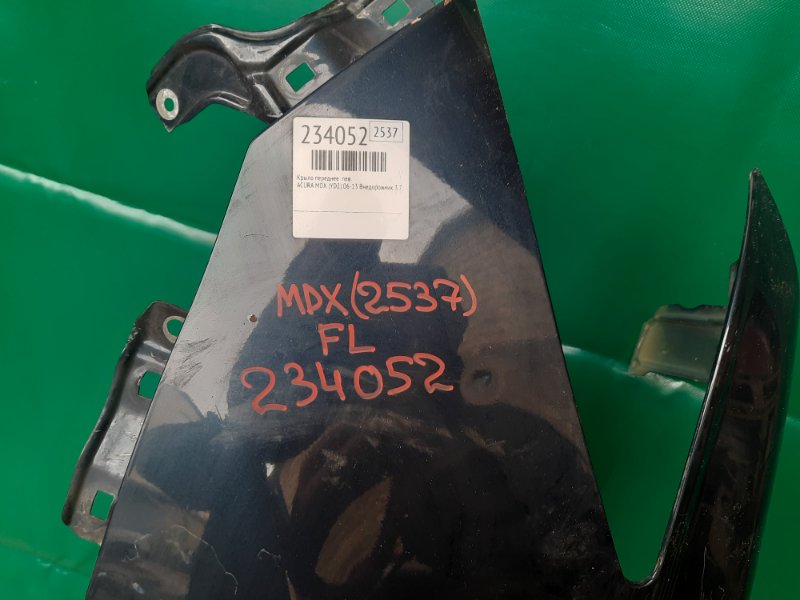 234052 2537
Крыло переднее лев.
ACURA MDX (YD2) 06-13 Внедорожник 3.7
MDX(2537)
FL
234052